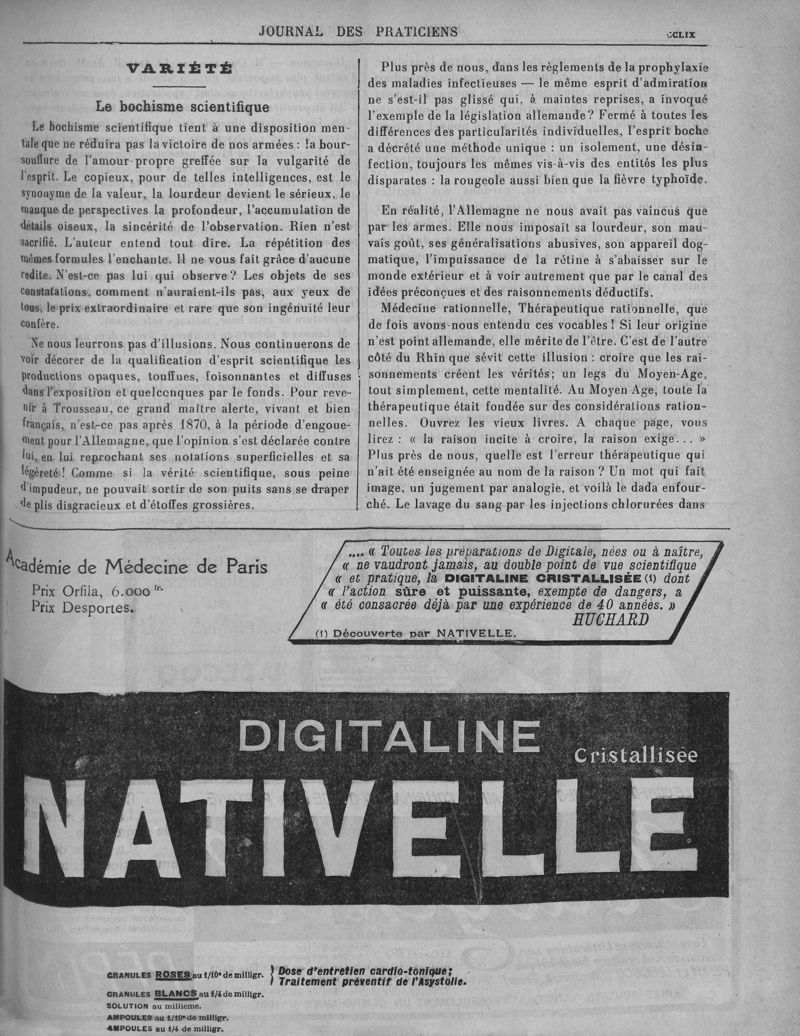 JOURNAL DES PRATICIENS
CCLIX
VARIÉTÉ
Le bochisme scientifique
Le bochisme scientifique tient à une disposition men-
tale que ne réduira pas la victoire de nos armées : la bour-
souflure de l'amour-propre greffée sur la vulgarité de
l'esprit. Le copieux, pour de telles intelligences, est le
synonyme de la valeur, la lourdeur devient le sérieux, le
manque de perspectives la profondeur, l'accumulation de
détails oiseux, la sincérité de l'observation. Rien n'est
sacrifié. L'auteur entend tout dire. La répétition des
mêmes formules l'enchante. Il ne vous fait grâce d'aucune
redite. N'est-ce pas lui qui observe ? Les objets de ses
constatations, comment n'auraient-ils pas, aux yeux de
tous, le prix extraordinaire et rare que son ingénuité leur
confère.
Ne nous leurrons pas d'illusions. Nous continuerons de
voir décorer de la qualification d'esprit scientifique les
productions opaques, touffues, foisonnantes et diffuses
dans l'exposition et quelconques par le fonds. Pour reve-
nir à Trousseau, ce grand maître alerte, vivant et bien
français, n'est-ce pas après 1870, à la période d'engoue-
ment pour l'Allemagne, que l'opinion s'est déclarée contre
lui, en lui reprochant ses notations superficielles et sa
légèreté ! Comme si la vérité scientifique, sous peine
d'impudeur, ne pouvait sortir de son puits sans se draper
de plis disgracieux et d'étoffes grossières.
Plus près de nous, dans les règlements de la prophylaxie
des maladies infectieuses — le même esprit d'admiration
ne s'est-il pas glissé qui, à maintes reprises, a invoqué
l'exemple de la législation allemande ? Fermé à toutes les
différences des particularités individuelles, l'esprit boche
a décrété une méthode unique : un isolement, une désin-
fection, toujours les mêmes vis-à-vis des entités les plus
disparates : la rougeole aussi bien que la fièvre typhoïde.
En réalité, l'Allemagne ne nous avait pas vaincus que
par les armes. Elle nous imposait sa lourdeur, son mau-
vais goût, ses généralisations abusives, son appareil dog-
matique, l'impuissance de la rétine à s'abaisser sur le
monde extérieur et à voir autrement que par le canal des
idées préconçues et des raisonnements déductifs.
Médecine rationnelle, Thérapeutique rationnelle, que
de fois avons-nous entendu ces vocables ! Si leur origine
n'est point allemande, elle mérite de l'être. C'est de l'autre
côté du Rhin que sévit cette illusion : croire que les rai-
sonnements créent les vérités; un legs du Moyen-Age,
tout simplement, cette mentalité. Au Moyen Age, toute la
thérapeutique était fondée sur des considérations ration-
nelles. Ouvrez les vieux livres. A chaque page, vous
lirez : « la raison incite à croire, la raison exige... »
Plus près de nous, quelle est l'erreur thérapeutique qui
n'ait été enseignée au nom de la raison ? Un mot qui fait
image, un jugement par analogie, et voilà le dada enfour-
ché. Le lavage du sang par les injections chlorurées dans
Académie de Médecine de Paris
Prix Orfila, 6.000 fr.
Prix Desportes.
.... « Toutes les préparations de Digitale, nées ou à naître,
« ne vaudront jamais, au double point de vue scientifique
« et pratique, la DIGITALINE CRISTALLISÉE (1) dont
« l'action sûre et puissante, exempte de dangers, a
« été consacrée déjà par une expérience de 40 années. »
HUCHARD
(1) Découverte par NATIVELLE.
DIGITALINE
Cristallisée
NATIVELLE
GRANULES ROSES au 1/10e de milligr. } Dose d'entretien cardio-tonique;
Traitement préventif de l'Asystolie.
GRANULES BLANCS au 1/4 de milligr.
SOLUTION au millième.
AMPOULES au 1/10e de milligr.
AMPOULES au 1/4 de milligr.